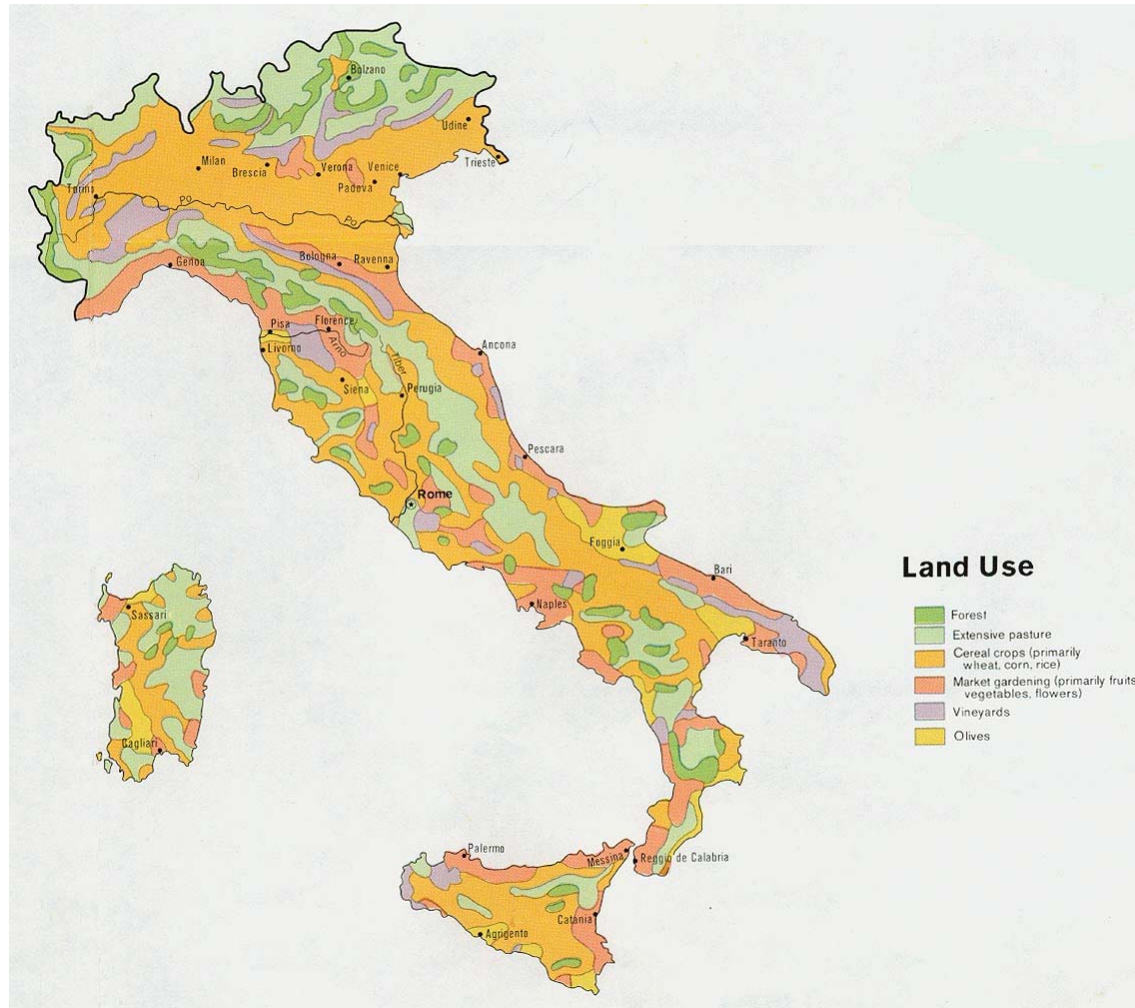 Bolzano
Udine
Trieste
Milan
Brescia
Verona
Venice
Padova
Torino
Po
Po
Genoa
Bologna
Ravenna
Pisa
Florence
Arno
Livorno
Siena
Tiber
Perugia
Ancona
Pescara
Rome
Foggia
Bari
Naples
Taranto
Sassari
Cagliari
Palermo
Messina
Reggio de Calabria
Catania
Agrigento
Land Use
Forest
Extensive pasture
Cereal crops (primarily
wheat, corn, rice)
Market gardening (primarily fruits
vegetables, flowers)
Vineyards
Olives